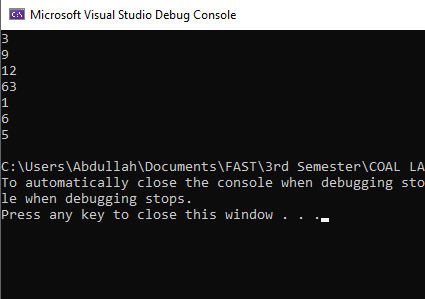 Microsoft Visual Studio Debug Console
3
9
12
63
1
6
5
C:\Users\Abdullah\Documents\FAST\3rd Semester\COAL LA
To automatically close the console when debugging sto
le when debugging stops.
Press any key to close this window . . .